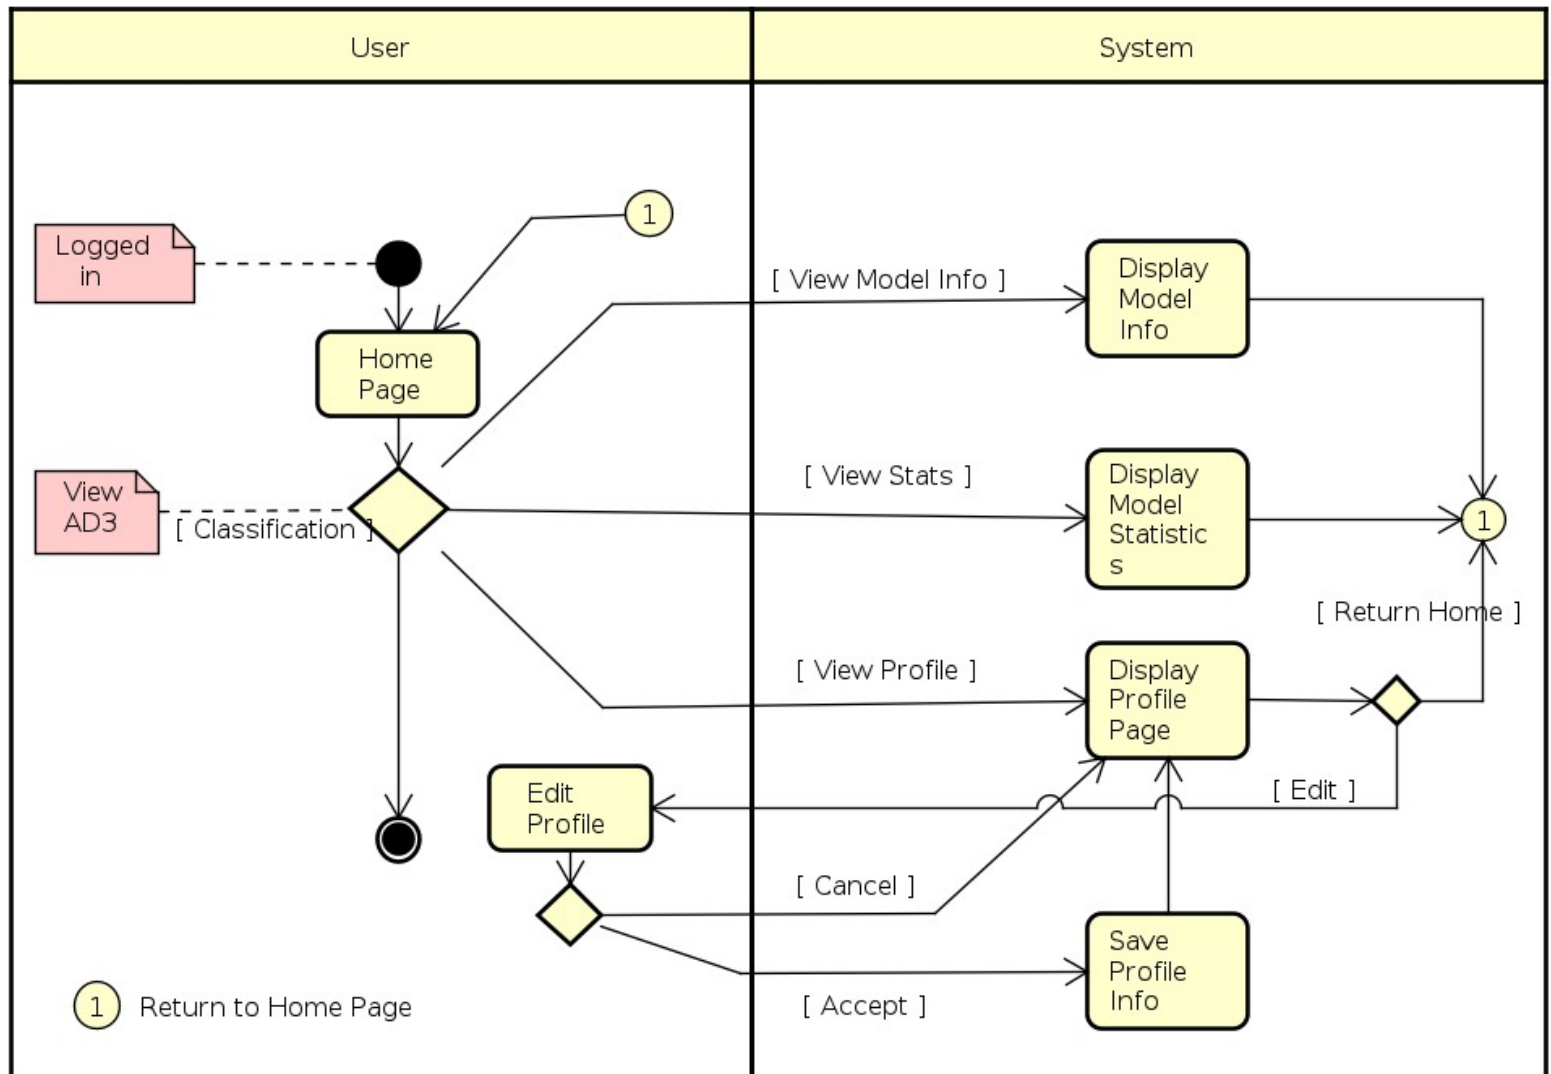 User
System
1
Logged
in
[ View Model Info ]
Display
Model
Info
Home
Page
View
AD3
[ Classification ]
[ View Stats ]
Display
Model
Statistic
s
1
[ Return Home ]
[ View Profile ]
Display
Profile
Page
[ Edit ]
Edit
Profile
[ Cancel ]
Save
Profile
Info
[ Accept ]
1 Return to Home Page